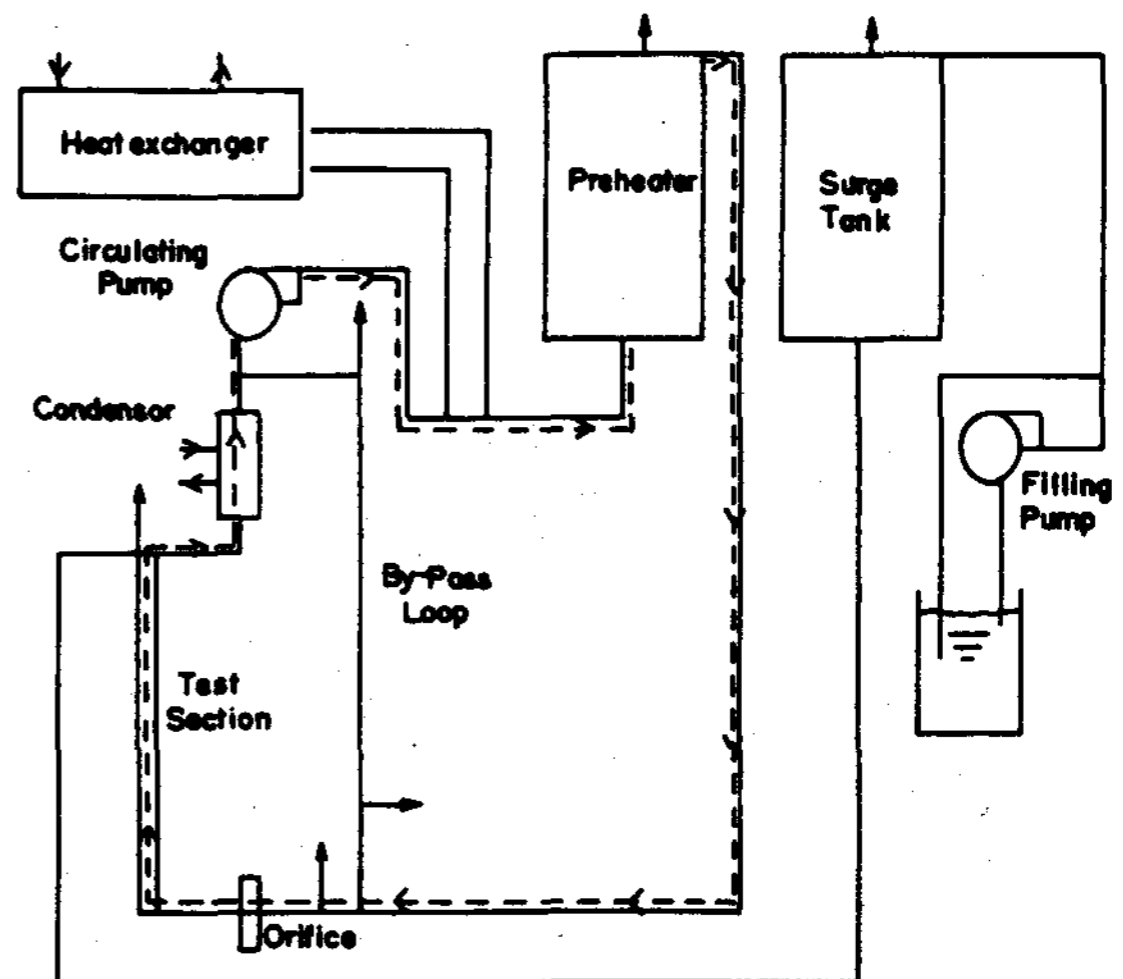 Heat exchanger
Preheater
Surge
Tank
Circulating
Pump
Condensor
Filling
Pump
By-Pass
Loop
Test
Section
Orifice